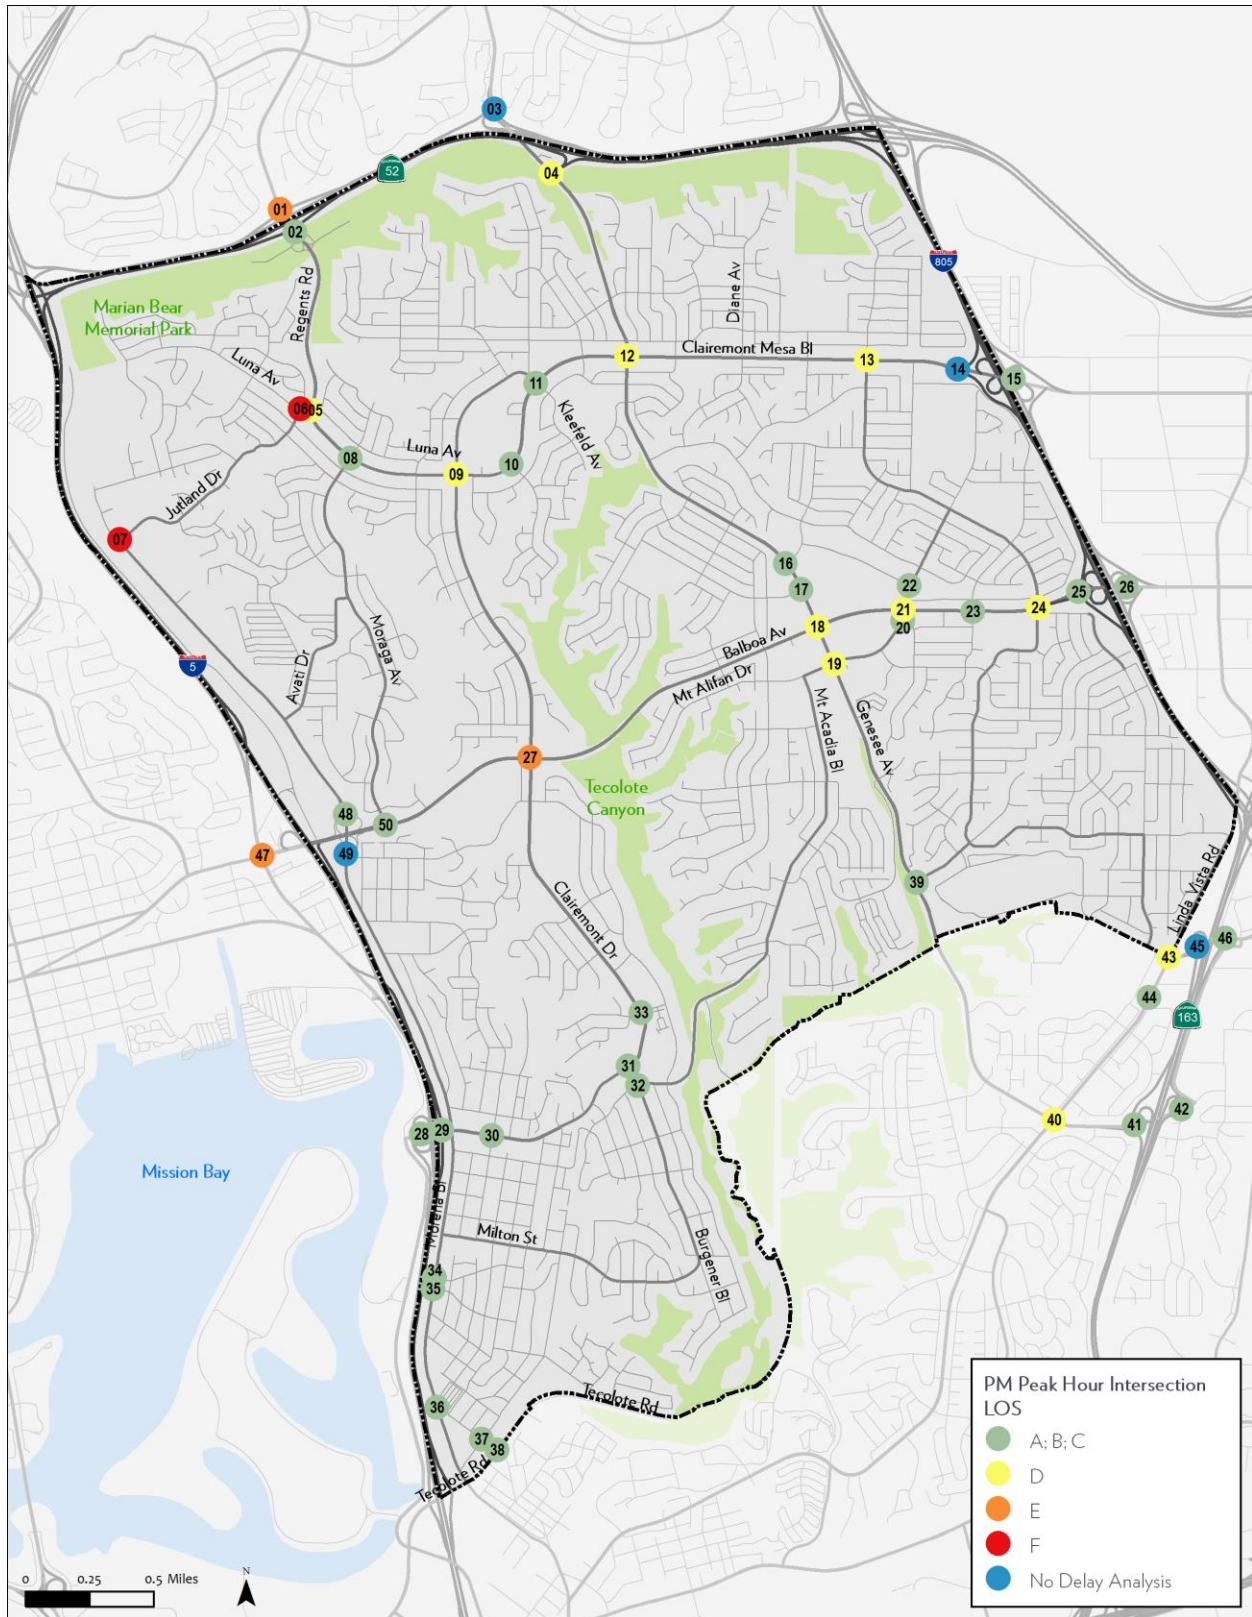 03
52
04
01
02
805
Marian Bear
Memorial Park
Regents Rd
Diane Av
Luna Av
12
Clairemont Mesa Bl
13
14
15
11
06
05
Kleefeld Av
08
Luna Av
09
10
Jutland Dr
07
16
17
22
25
26
21
23
24
20
18
Balboa Av
19
Mt Alifan Dr
5
Avati Dr
Moraga Av
Mt Acadia Bl
Genesee Av
27
Tecolote
Canyon
48
50
47
49
39
Clairemont Dr
Linda Vista Rd
46
45
43
44
163
33
31
32
42
40
41
28
29
30
Mission Bay
Morena Bl
Milton St
Burgener Bl
34
35
36
Tecolote Rd
37
38
Tecolote Rd
PM Peak Hour Intersection
LOS
A; B; C
D
E
F
No Delay Analysis
0 0.25 0.5 Miles
N